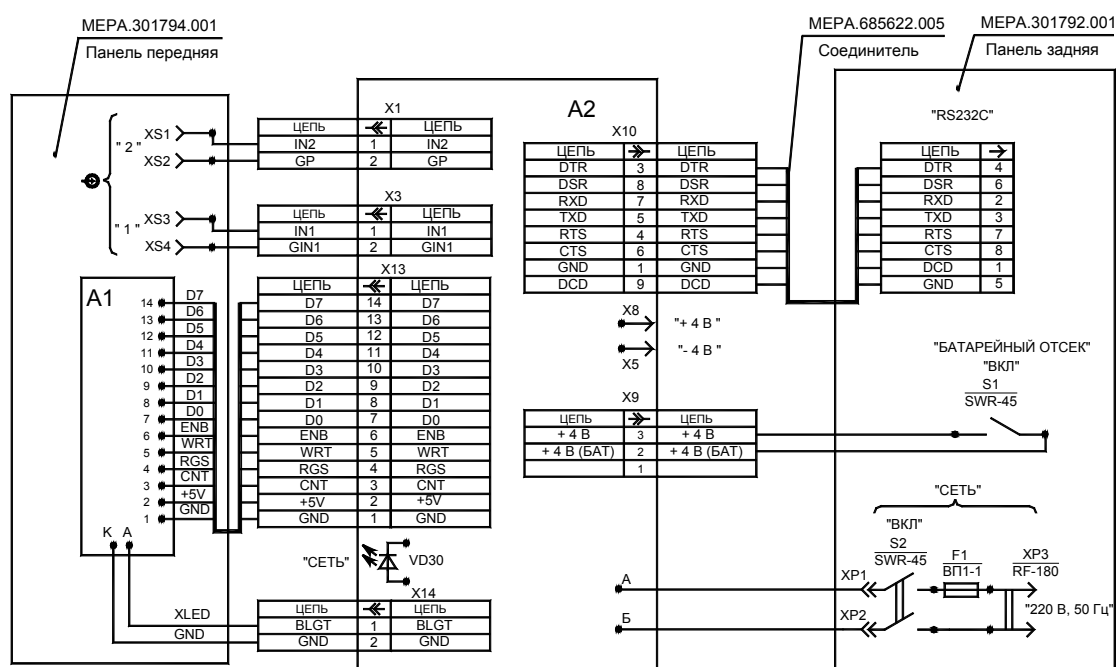 МЕРА.301794.001
Панель передняя
МЕРА.685622.005
Соединитель
МЕРА.301792.001
Панель задняя
"RS232C"
A2
X1
ЦЕПЬ ЦЕПЬ
IN2 1 IN2
GP 2 GP
" 2 "
XS1
XS2
X3
ЦЕПЬ ЦЕПЬ
IN1 1 IN1
GIN1 2 GIN1
" 1 "
XS3
XS4
X10
ЦЕПЬ ЦЕПЬ
DTR 3 DTR
DSR 8 DSR
RXD 7 RXD
TXD 5 TXD
RTS 4 RTS
CTS 6 CTS
GND 1 GND
DCD 9 DCD
ЦЕПЬ
DTR 4
DSR 6
RXD 2
TXD 3
RTS 7
CTS 8
DCD 1
GND 5
A1
14 D7
13 D6
12 D5
11 D4
10 D3
9 D2
8 D1
7 D0
6 ENB
5 WRT
4 RGS
3 CNT
2 +5V
1 GND
K A
X13
ЦЕПЬ ЦЕПЬ
D7 14 D7
D6 13 D6
D5 12 D5
D4 11 D4
D3 10 D3
D2 9 D2
D1 8 D1
D0 7 D0
ENB 6 ENB
WRT 5 WRT
RGS 4 RGS
CNT 3 CNT
+5V 2 +5V
GND 1 GND
X8
"+ 4 В "
"- 4 В "
X5
X9
ЦЕПЬ ЦЕПЬ
+ 4 В 3 + 4 В
+ 4 В (БАТ) 2 + 4 В (БАТ)
1
"БАТАРЕЙНЫЙ ОТСЕК"
"ВКЛ"
S1
SWR-45
"СЕТЬ"
VD30
X14
ЦЕПЬ ЦЕПЬ
BLGT 1 BLGT
GND 2 GND
XLED
GND
"СЕТЬ"
"ВКЛ"
S2
SWR-45
F1
ВП1-1
XP3
RF-180
А
XP1
Б
XP2
"220 В, 50 Гц"